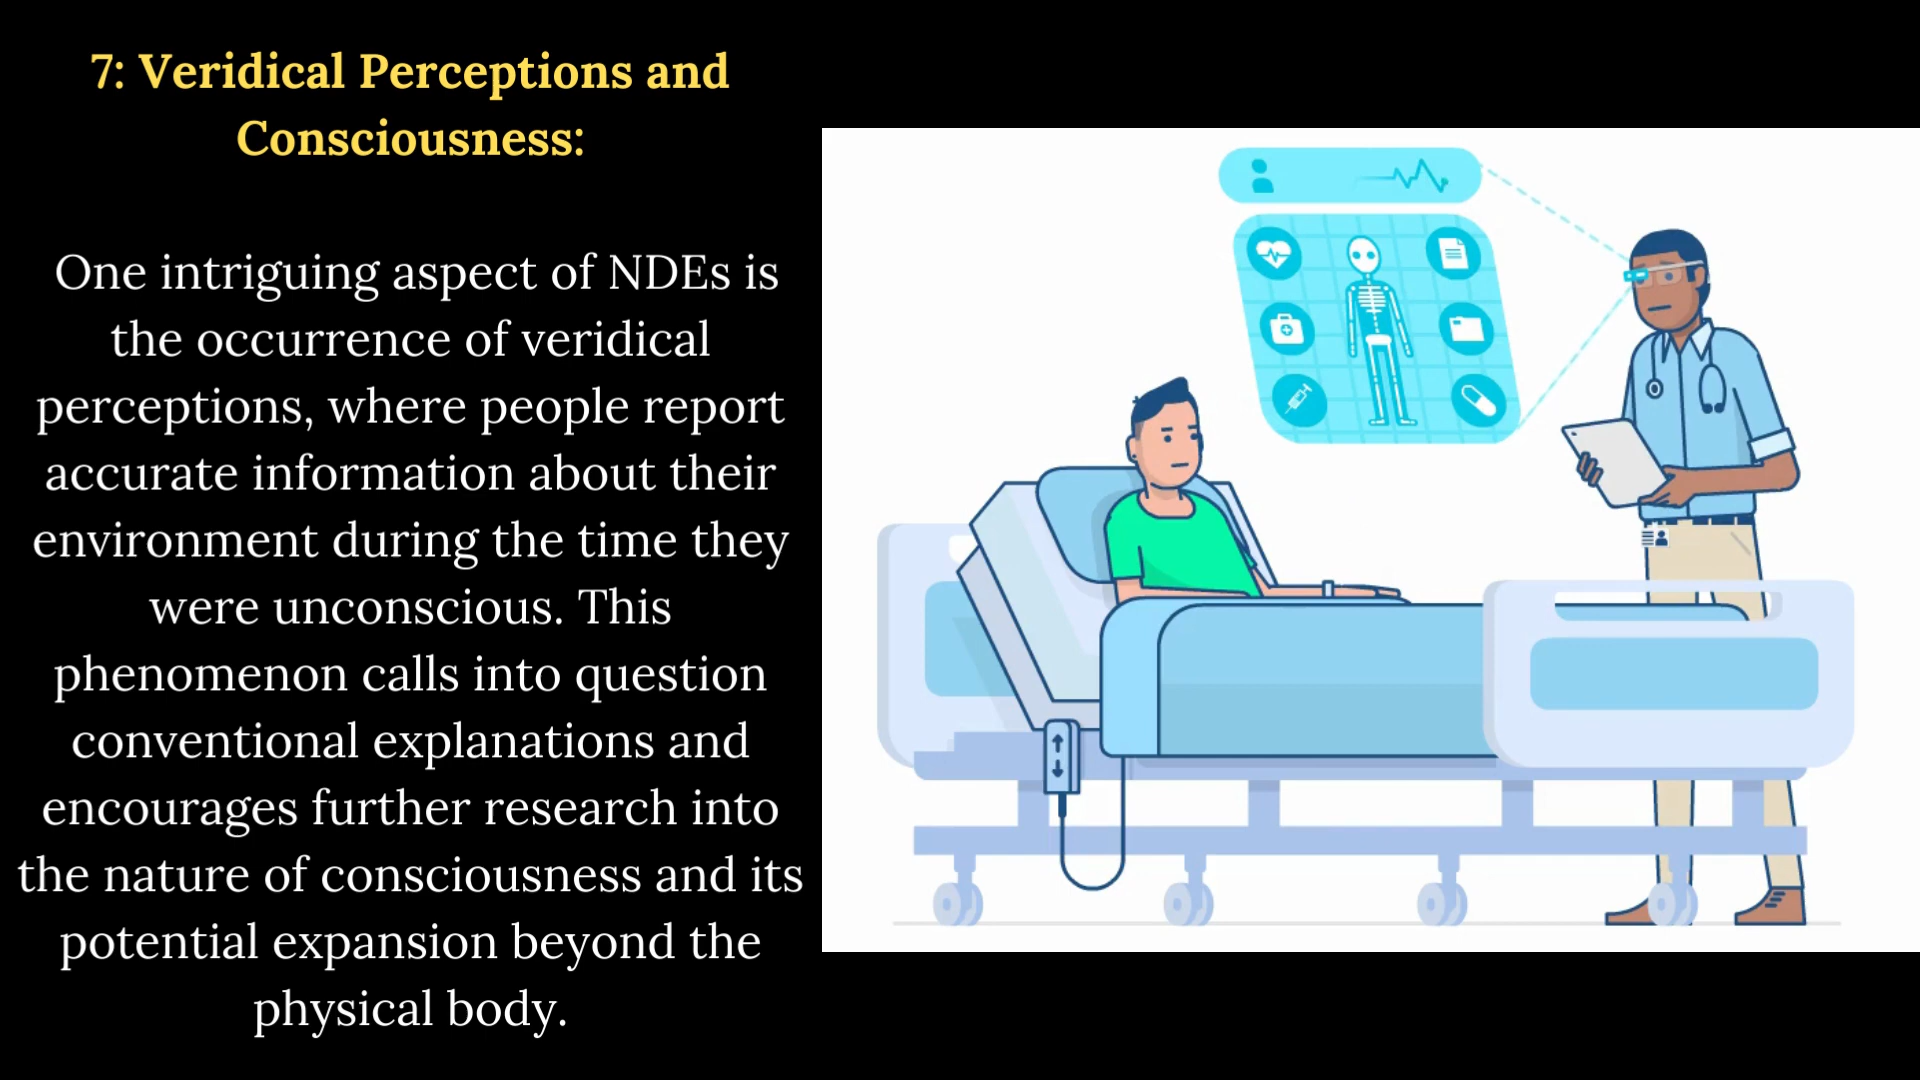 7: Veridical Perceptions and
Consciousness:
One intriguing aspect of NDEs is
the occurrence of veridical
perceptions, where people report
accurate information about their
environment during the time they
were unconscious. This
phenomenon calls into question
conventional explanations and
encourages further research into
the nature of consciousness and its
potential expansion beyond the
physical body.